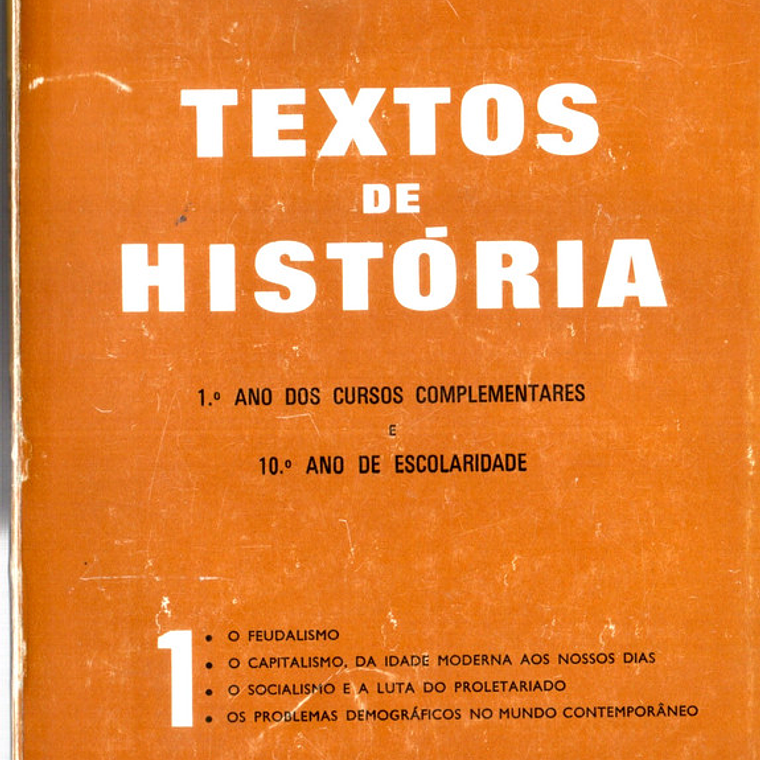 TEXTOS
DE
HISTÓRIA
1.º ANO DOS CURSOS COMPLEMENTARES
E
10.º ANO DE ESCOLARIDADE
1
• O FEUDALISMO
• O CAPITALISMO, DA IDADE MODERNA AOS NOSSOS DIAS
• O SOCIALISMO E A LUTA DO PROLETARIADO
• OS PROBLEMAS DEMOGRÁFICOS NO MUNDO CONTEMPORÂNEO